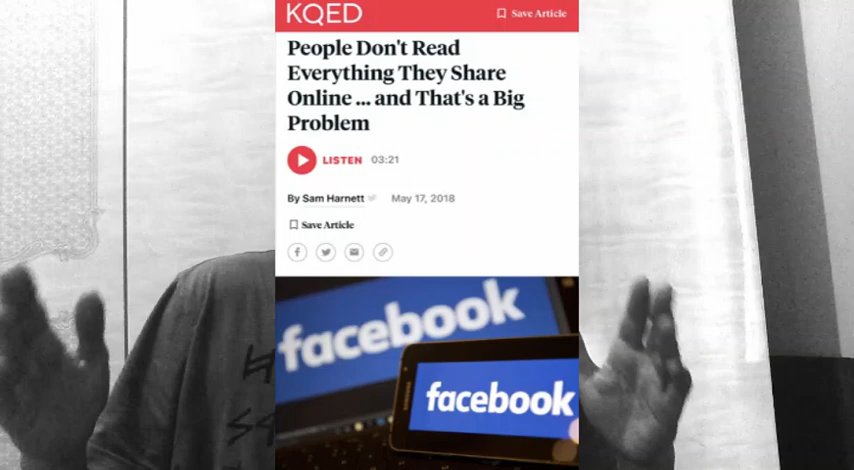 KQED
Save Article
People Don't Read
Everything They Share
Online ... and That's a Big
Problem
LISTEN 03:21
By Sam Harnett May 17, 2018
Save Article
facebook
facebook